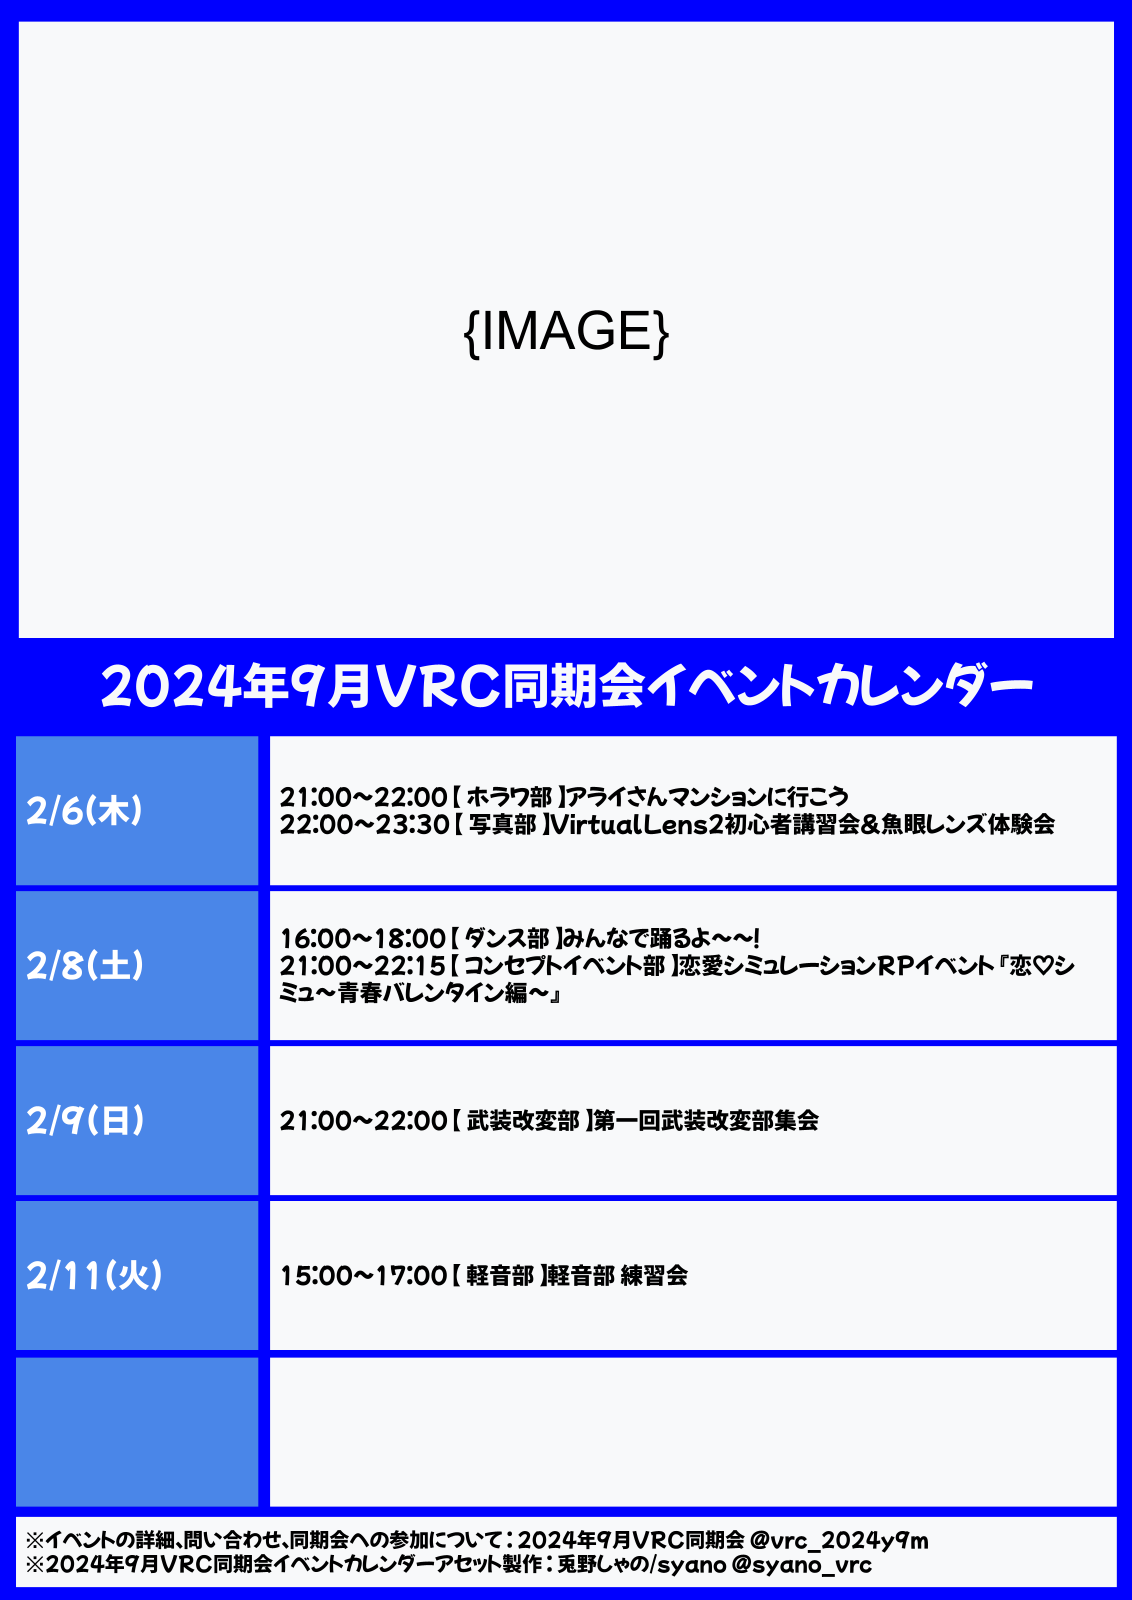 {IMAGE}
2024年9月VRC同期会イベントカレンダー
2/6(木)
21:00～22:00【 ホラワ部 】アライさんマンションに行こう
22:00～23:30【 写真部 】VirtualLens2初心者講習会&魚眼レンズ体験会
2/8(土)
16:00～18:00【 ダンス部 】みんなで踊るよ～～!
21:00～22:15【 コンセプトイベント部 】恋愛シミュレーションRPイベント『恋♡シ
ミュ～青春バレンタイン編～』
2/9(日)
21:00～22:00【 武装改変部 】第一回武装改変部集会
2/11(火)
15:00～17:00【 軽音部 】軽音部 練習会
※イベントの詳細、問い合わせ、同期会への参加について：2024年9月VRC同期会 @vrc_2024y9m
※2024年9月VRC同期会イベントカレンダーアセット製作：兎野しゃの/syano @syano_vrc